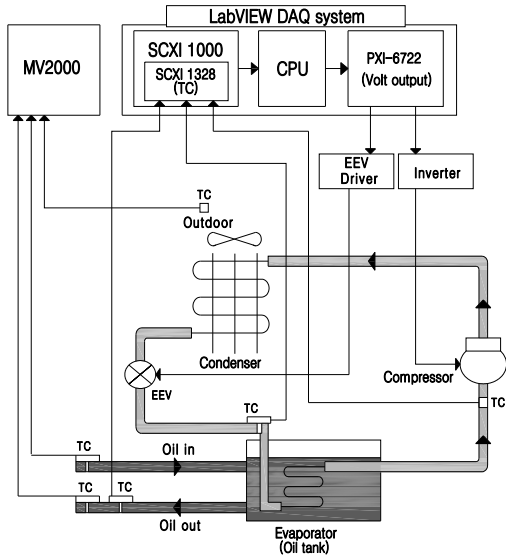 LabVIEW DAQ system
MV2000
SCXI 1000
SCXI 1328
(TC)
CPU
PXI-6722
(Volt output)
EEV
Driver
Inverter
TC
Outdoor
Condenser
Compressor
EEV
TC
TC
TC
Oil in
TC
TC
Oil out
Evaporator
(Oil tank)